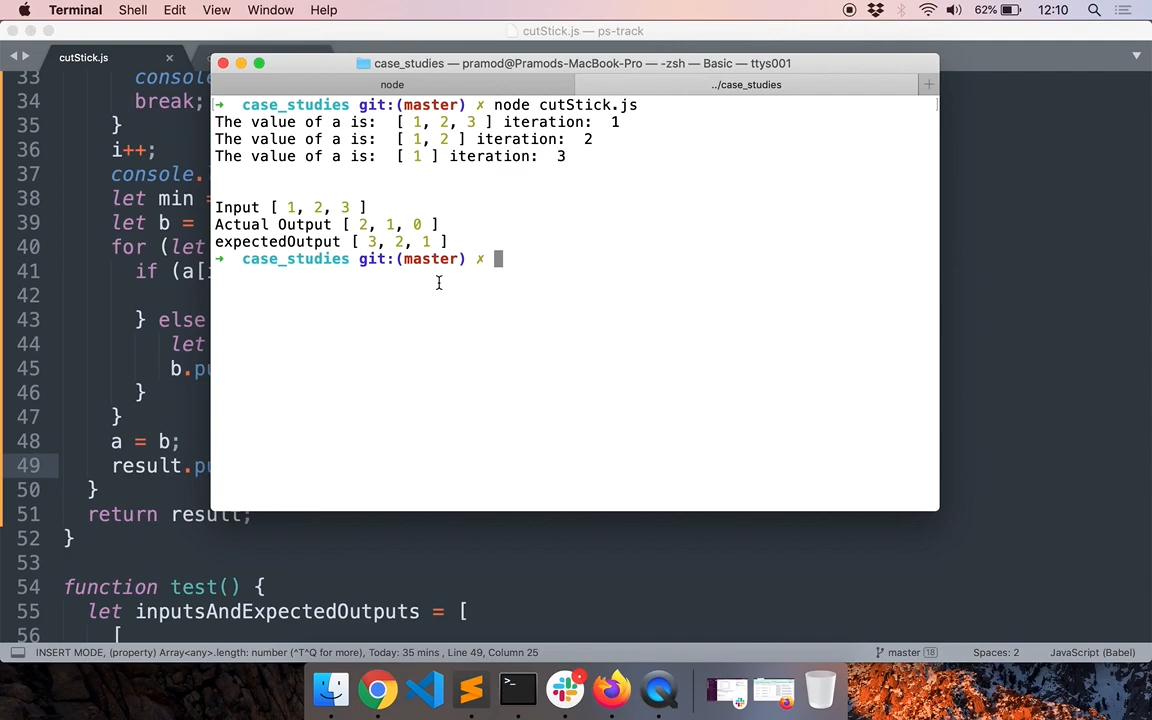 Terminal Shell Edit View Window Help 62% 12:10
cutStick.js — ps-track
cutStick.js
case_studies — pramod@Pramods-MacBook-Pro — -zsh — Basic — ttys001
node ../case_studies +
[→ case_studies git:(master) ✗ node cutStick.js ]
The value of a is: [ 1, 2, 3 ] iteration: 1
The value of a is: [ 1, 2 ] iteration: 2
The value of a is: [ 1 ] iteration: 3
Input [ 1, 2, 3 ]
Actual Output [ 2, 1, 0 ]
expectedOutput [ 3, 2, 1 ]
→ case_studies git:(master) ✗
33 consol
34 break;
35 }
36 i++;
37 console.
38 let min =
39 let b =
40 for (let
41 if (a[
42
43 } else
44 let
45 b.pu
46 }
47 }
48 a = b;
49 result.pu
50 }
51 return result;
52 }
53
54 function test() {
55 let inputsAndExpectedOutputs = [
56 [
INSERT MODE, (property) Array<any>.length: number (^T^Q for more), Today: 35 mins , Line 49, Column 25 master 18 Spaces: 2 JavaScript (Babel)